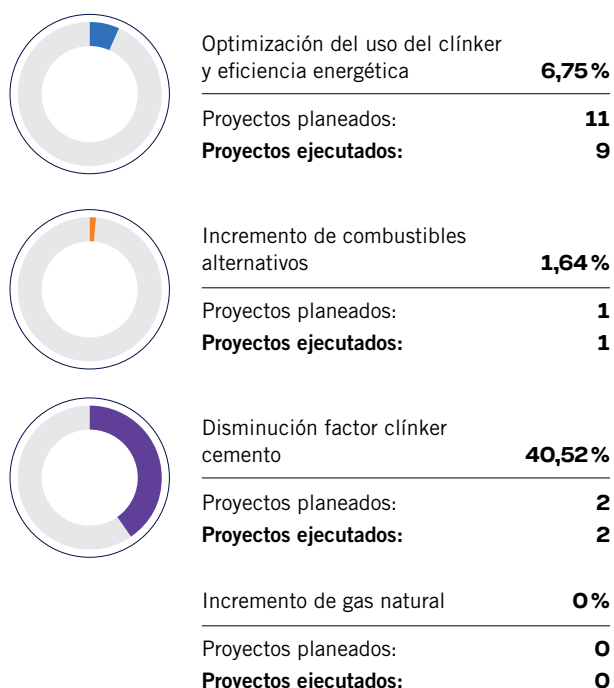 Optimización del uso del clínker
y eficiencia energética 6,75 %
Proyectos planeados: 11
Proyectos ejecutados: 9
Incremento de combustibles
alternativos 1,64 %
Proyectos planeados: 1
Proyectos ejecutados: 1
Disminución factor clínker
cemento 40,52 %
Proyectos planeados: 2
Proyectos ejecutados: 2
Incremento de gas natural 0 %
Proyectos planeados: 0
Proyectos ejecutados: 0